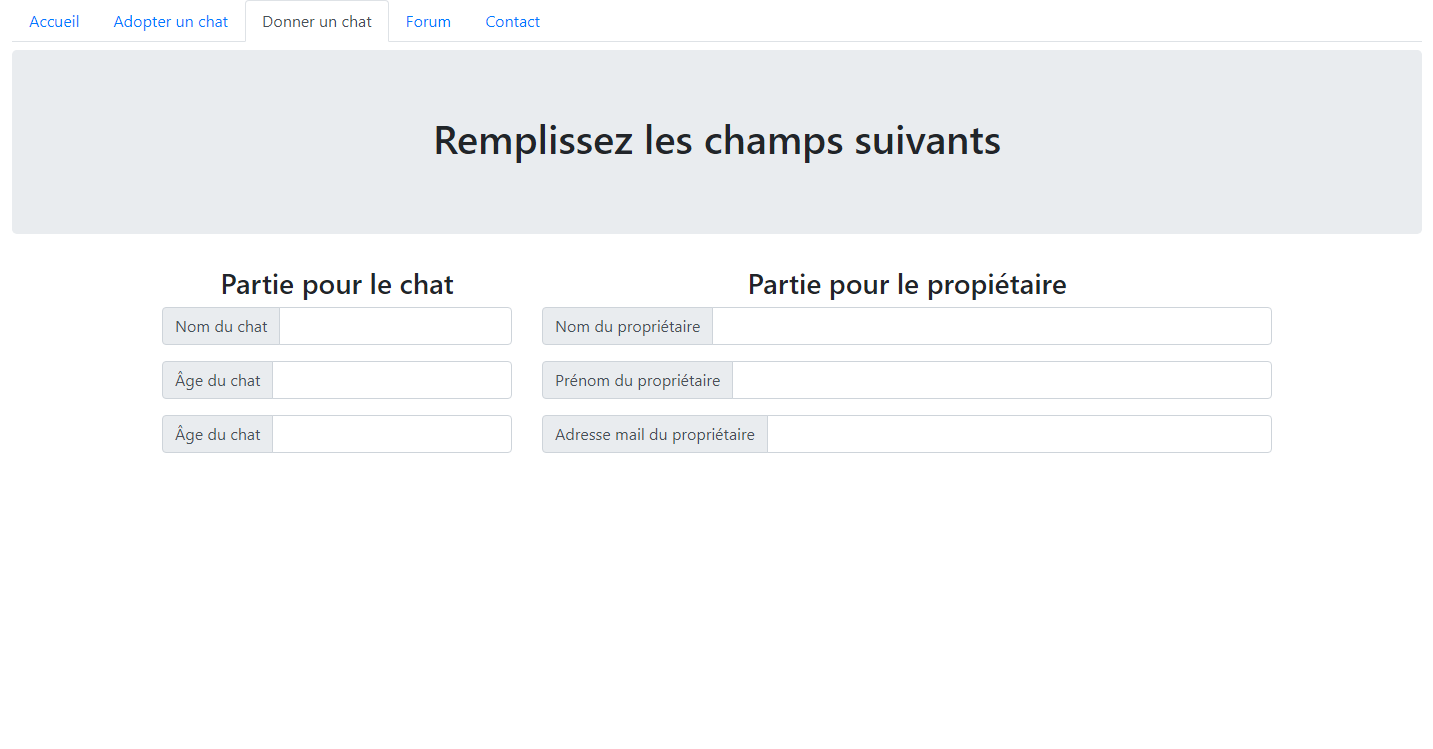 Accueil Adopter un chat Donner un chat Forum Contact
Remplissez les champs suivants
Partie pour le chat
Nom du chat
Âge du chat
Âge du chat
Partie pour le propiétaire
Nom du propriétaire
Prénom du propriétaire
Adresse mail du propriétaire